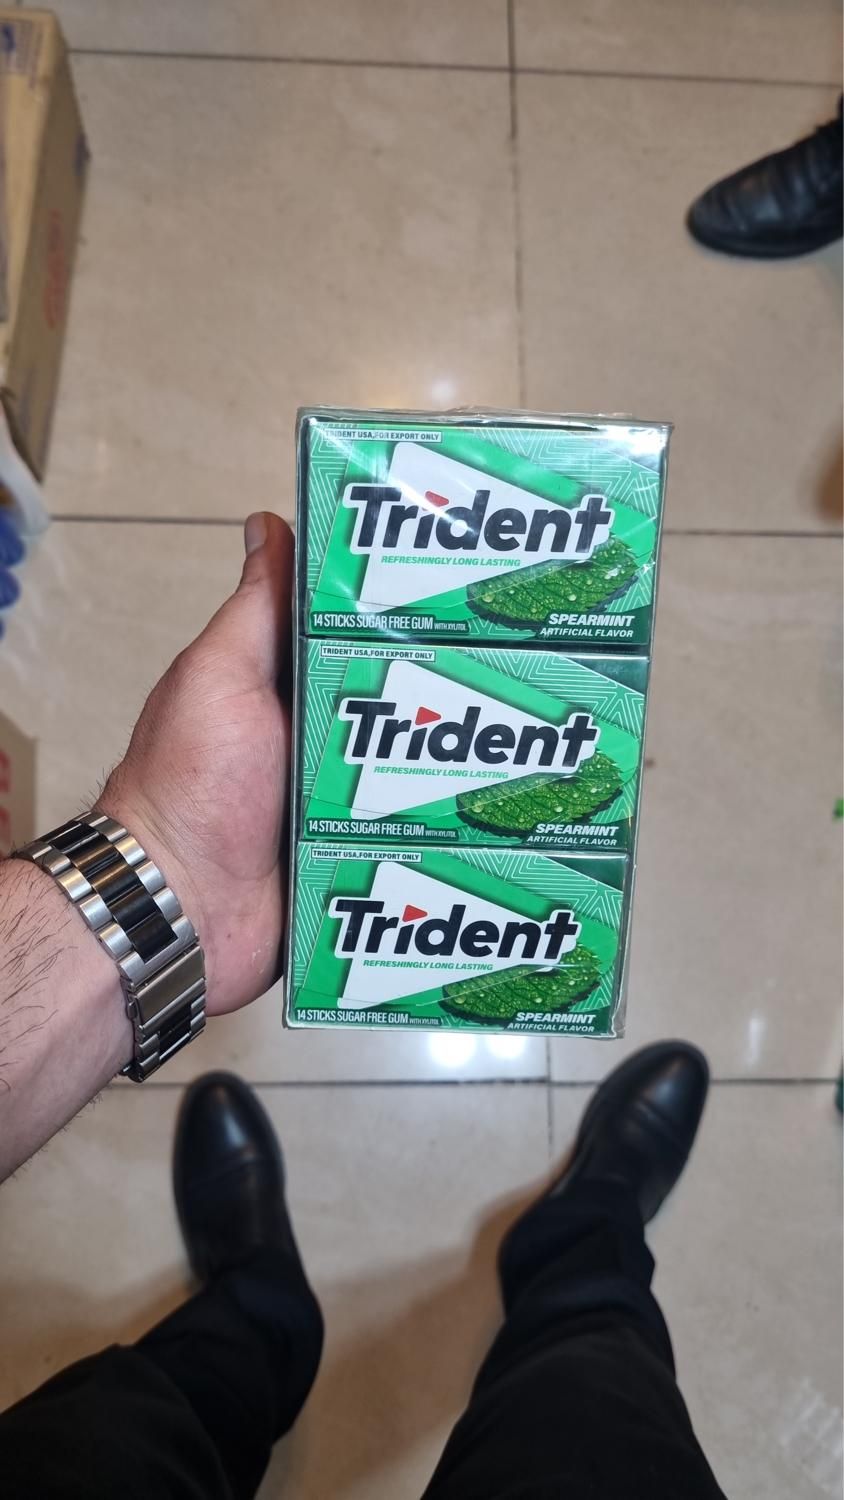 TRIDENT USA,FOR EXPORT ONLY
Trident
REFRESHINGLY LONG LASTING
14 STICKS SUGAR FREE GUM WITH XYLITOL
SPEARMINT
ARTIFICIAL FLAVOR
TRIDENT USA,FOR EXPORT ONLY
Trident
REFRESHINGLY LONG LASTING
14 STICKS SUGAR FREE GUM WITH XYLITOL
SPEARMINT
ARTIFICIAL FLAVOR
TRIDENT USA,FOR EXPORT ONLY
Trident
REFRESHINGLY LONG LASTING
14 STICKS SUGAR FREE GUM WITH XYLITOL
SPEARMINT
ARTIFICIAL FLAVOR